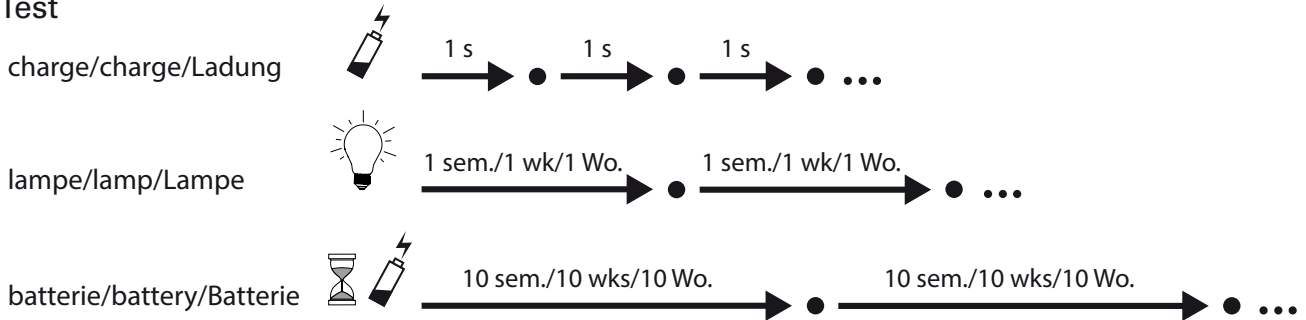 Test
1 s 1 s 1 s
charge/charge/Ladung
1 sem./1 wk/1 Wo. 1 sem./1 wk/1 Wo.
lampe/lamp/Lampe
10 sem./10 wks/10 Wo. 10 sem./10 wks/10 Wo.
batterie/battery/Batterie